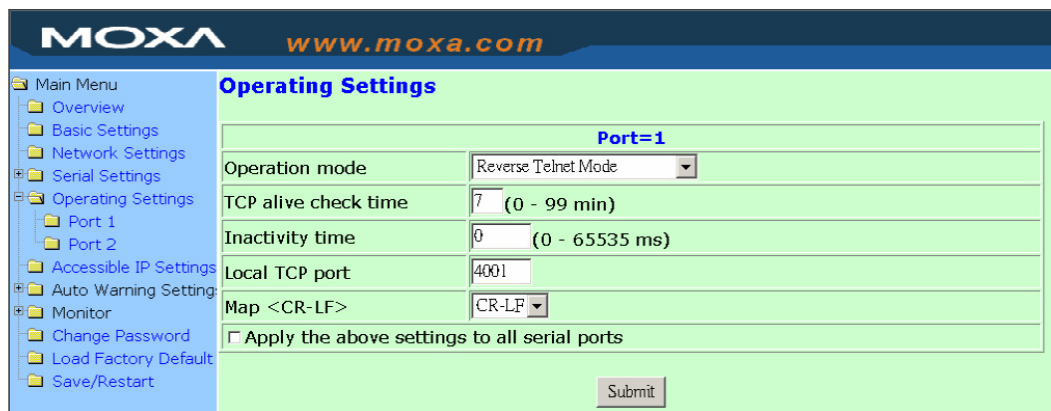 MOXA www.moxa.com
Main Menu
Overview
Basic Settings
Network Settings
Serial Settings
Operating Settings
Port 1
Port 2
Accessible IP Settings
Auto Warning Setting
Monitor
Change Password
Load Factory Default
Save/Restart
Operating Settings
Port=1
Operation mode Reverse Telnet Mode
TCP alive check time 7 (0 - 99 min)
Inactivity time 0 (0 - 65535 ms)
Local TCP port 4001
Map <CR-LF> CR-LF
Apply the above settings to all serial ports
Submit